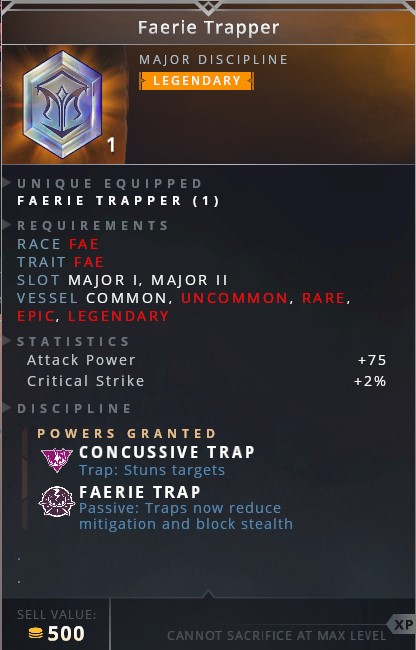 Faerie Trapper
MAJOR DISCIPLINE
LEGENDARY
1
UNIQUE EQUIPPED
FAERIE TRAPPER (1)
REQUIREMENTS
RACE FAE
TRAIT FAE
SLOT MAJOR I, MAJOR II
VESSEL COMMON, UNCOMMON, RARE,
EPIC, LEGENDARY
STATISTICS
Attack Power +75
Critical Strike +2%
DISCIPLINE
POWERS GRANTED
CONCUSSIVE TRAP
Trap: Stuns targets
FAERIE TRAP
Passive: Traps now reduce
mitigation and block stealth
.
.
SELL VALUE:
500
XP
CANNOT SACRIFICE AT MAX LEVEL